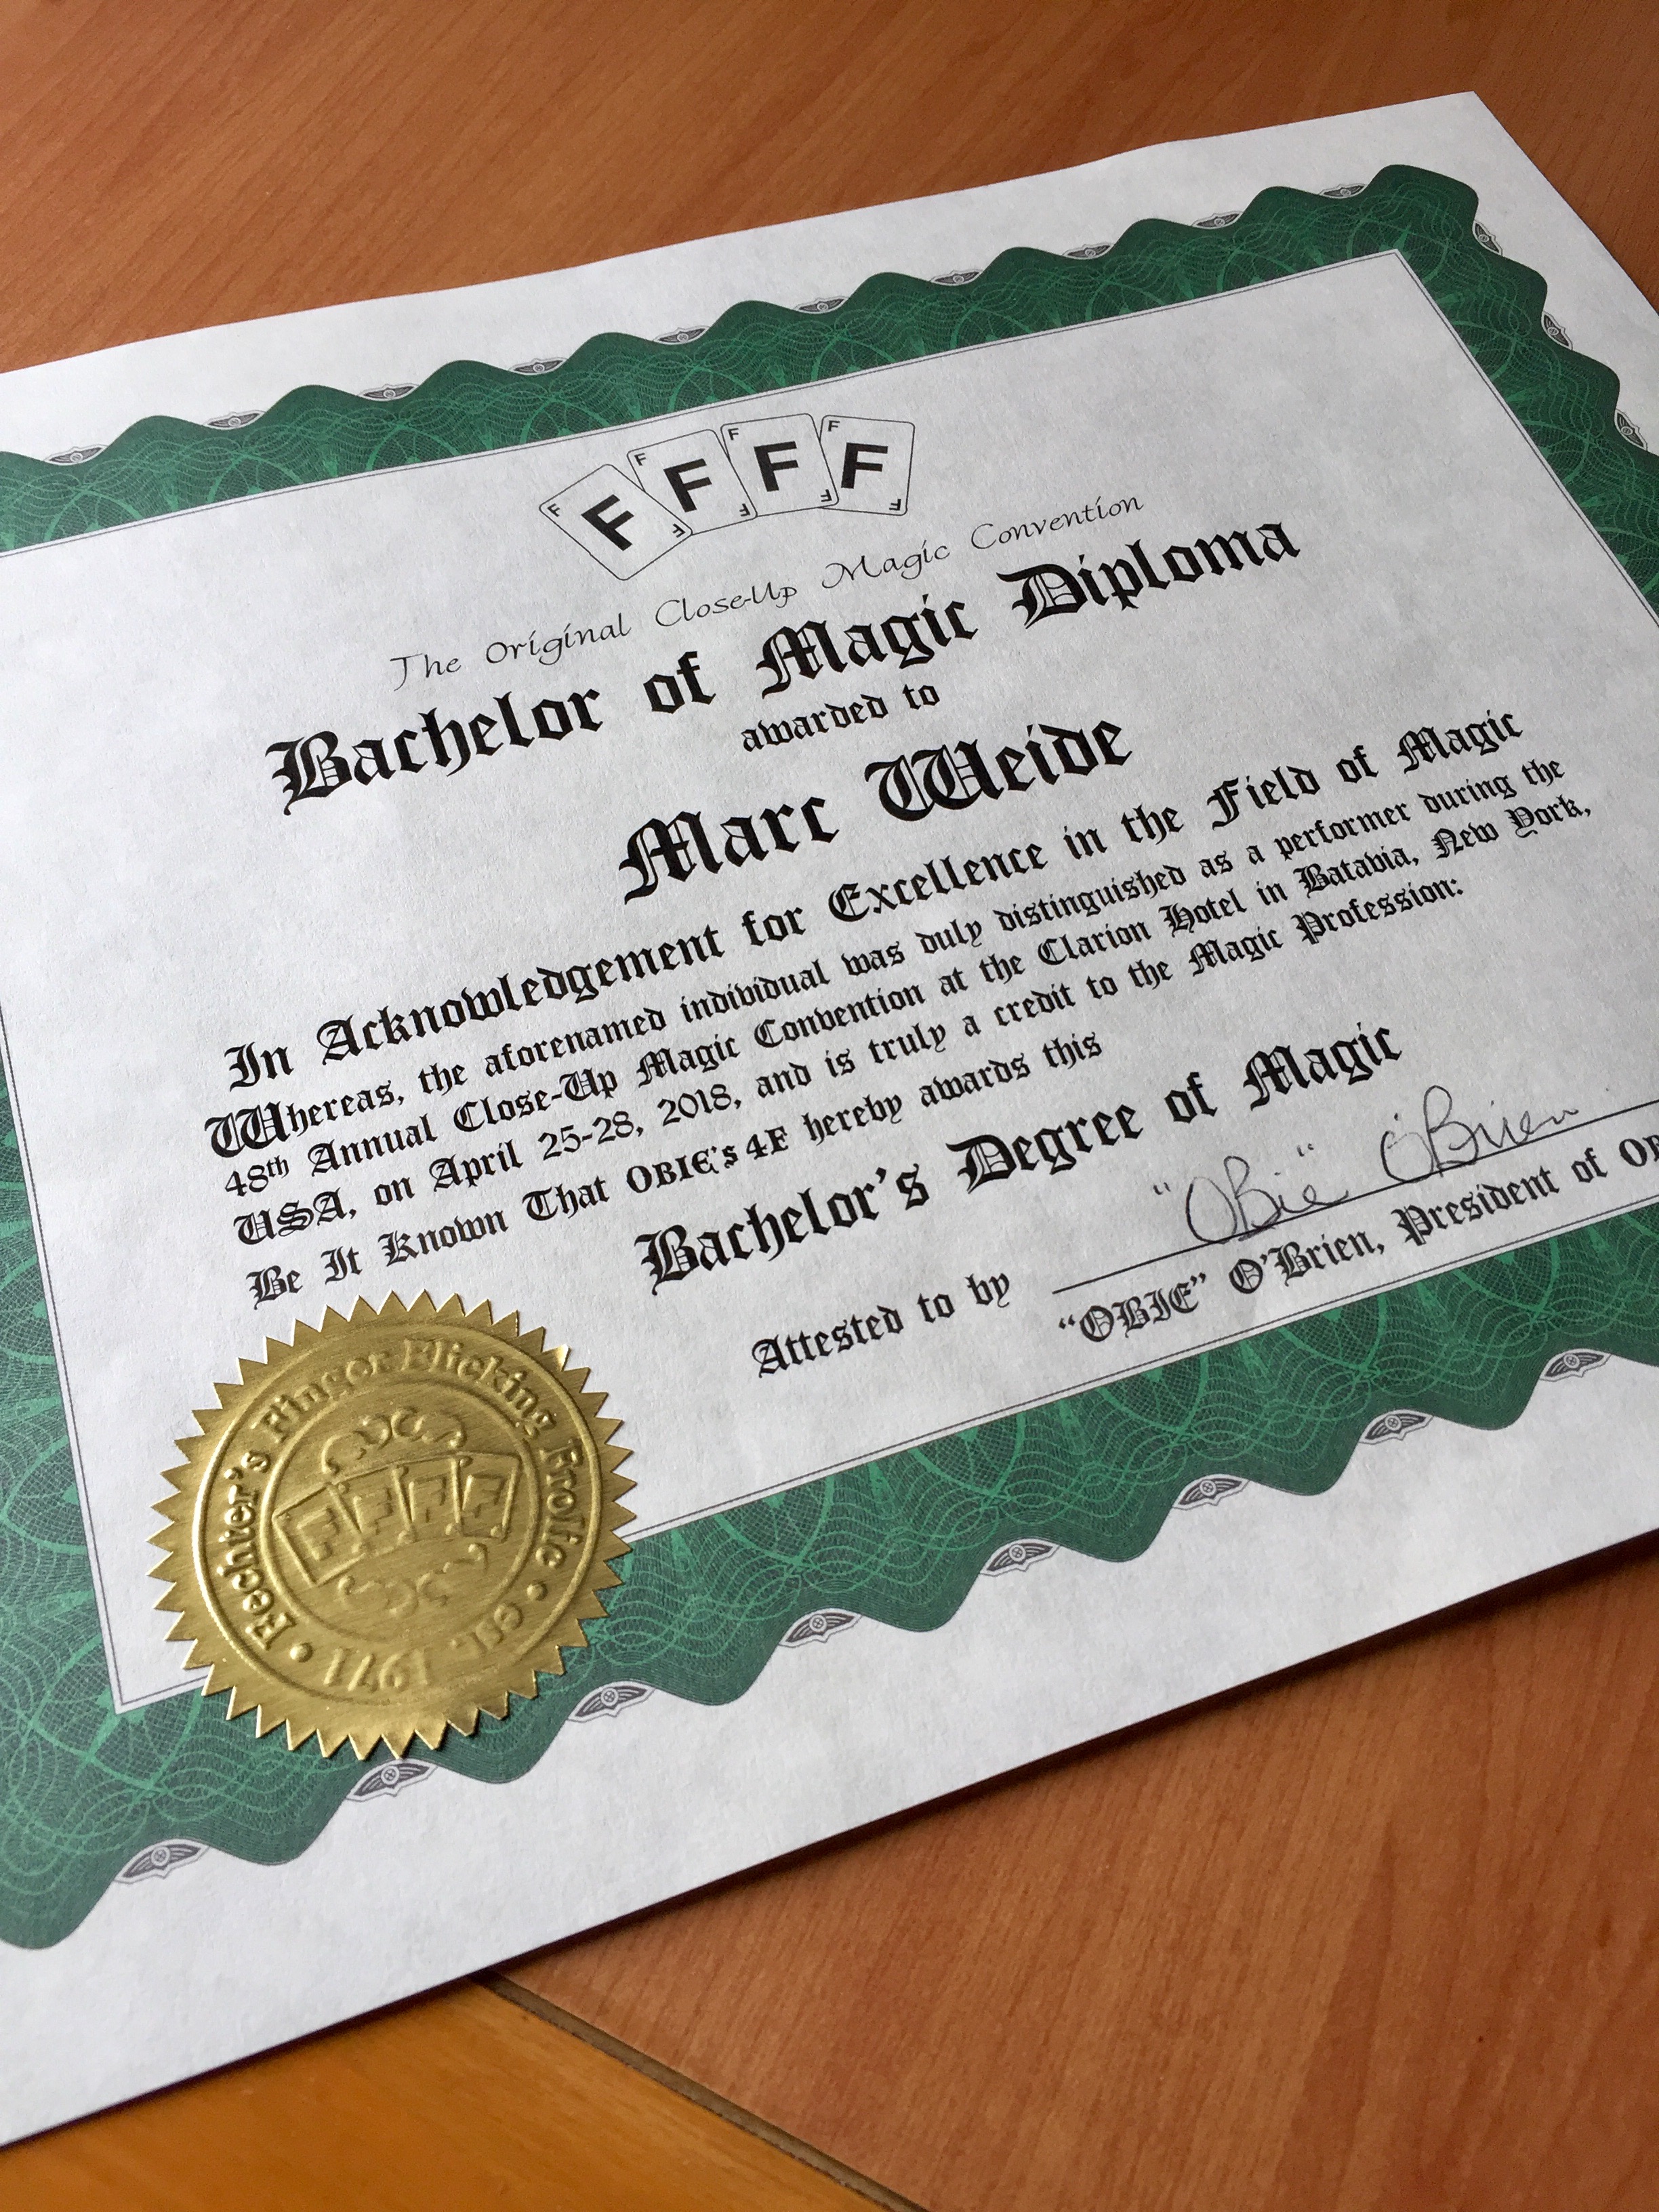 F F F F
The Original Close-Up Magic Convention
Bachelor of Magic Diploma
awarded to
Marc Weide
In Acknowledgement for Excellence in the Field of Magic
Whereas, the aforenamed individual was duly distinguished as a performer during the
48th Annual Close-Up Magic Convention at the Clarion Hotel in Batavia, New York,
USA, on April 25-28, 2018, and is truly a credit to the Magic Profession:
Be It Known That OBIE's 4F hereby awards this
Bachelor's Degree of Magic
"OBie" O'Brien
Attested to by
"OBIE" O'Brien, President of OB
Fechter's Finger Flicking Frolic • est. 1971 •
F F F F